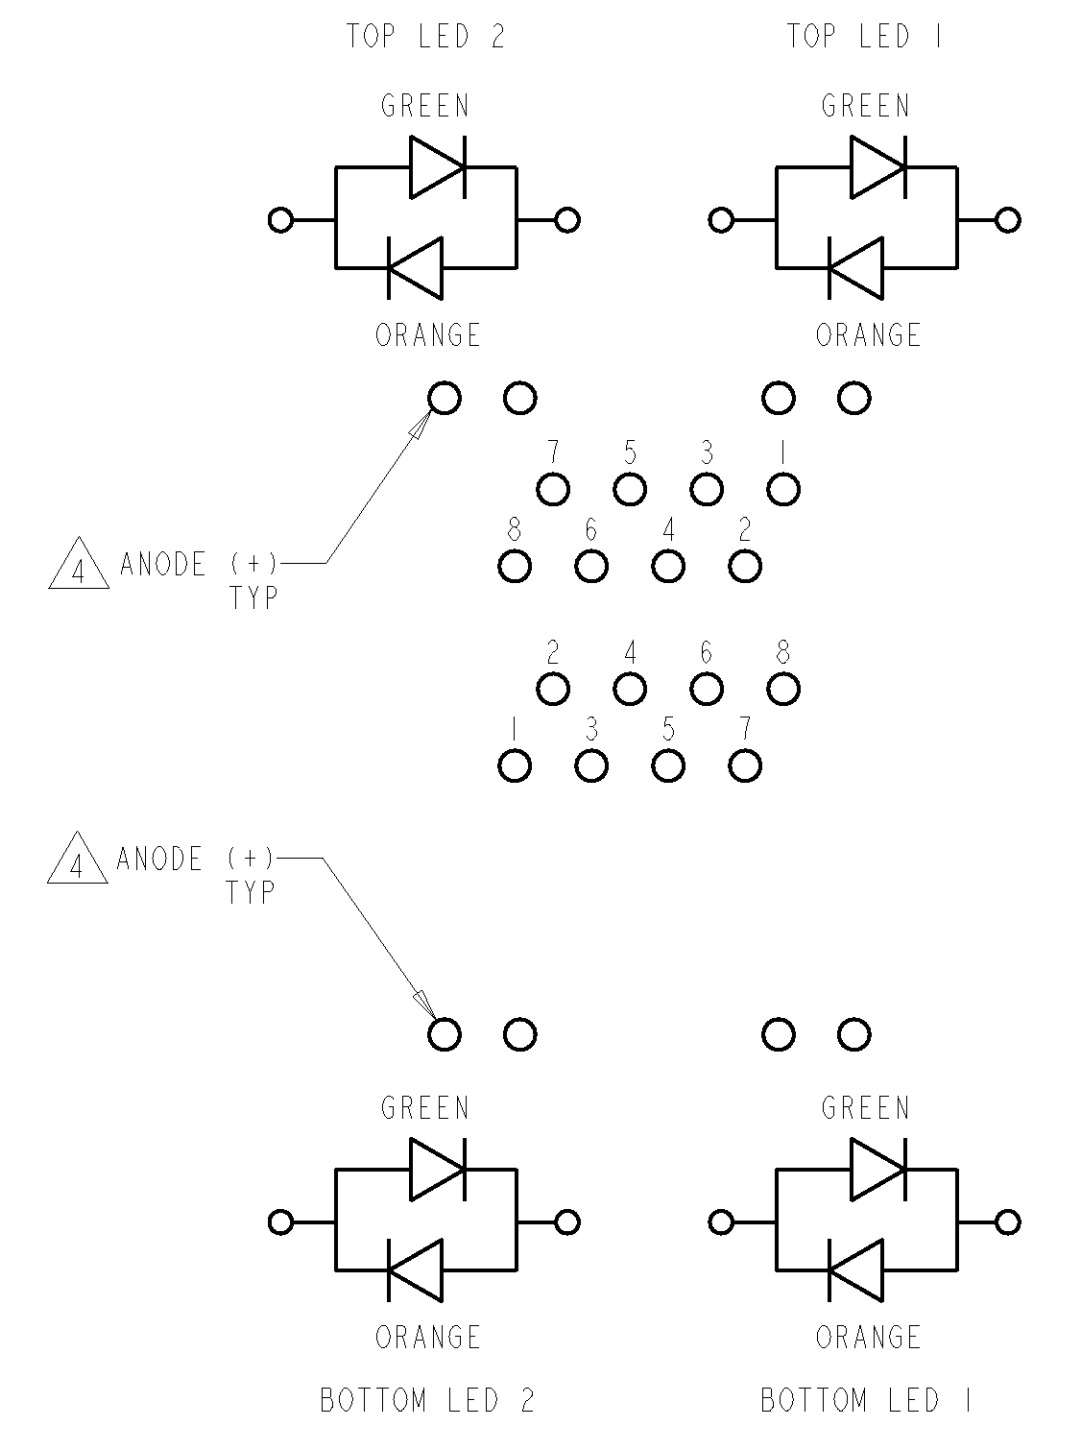 TOP LED 2 TOP LED 1
GREEN GREEN
ORANGE ORANGE
7 5 3 1
8 6 4 2
4 ANODE (+)
TYP
2 4 6 8
1 3 5 7
4 ANODE (+)
TYP
GREEN GREEN
ORANGE ORANGE
BOTTOM LED 2 BOTTOM LED 1